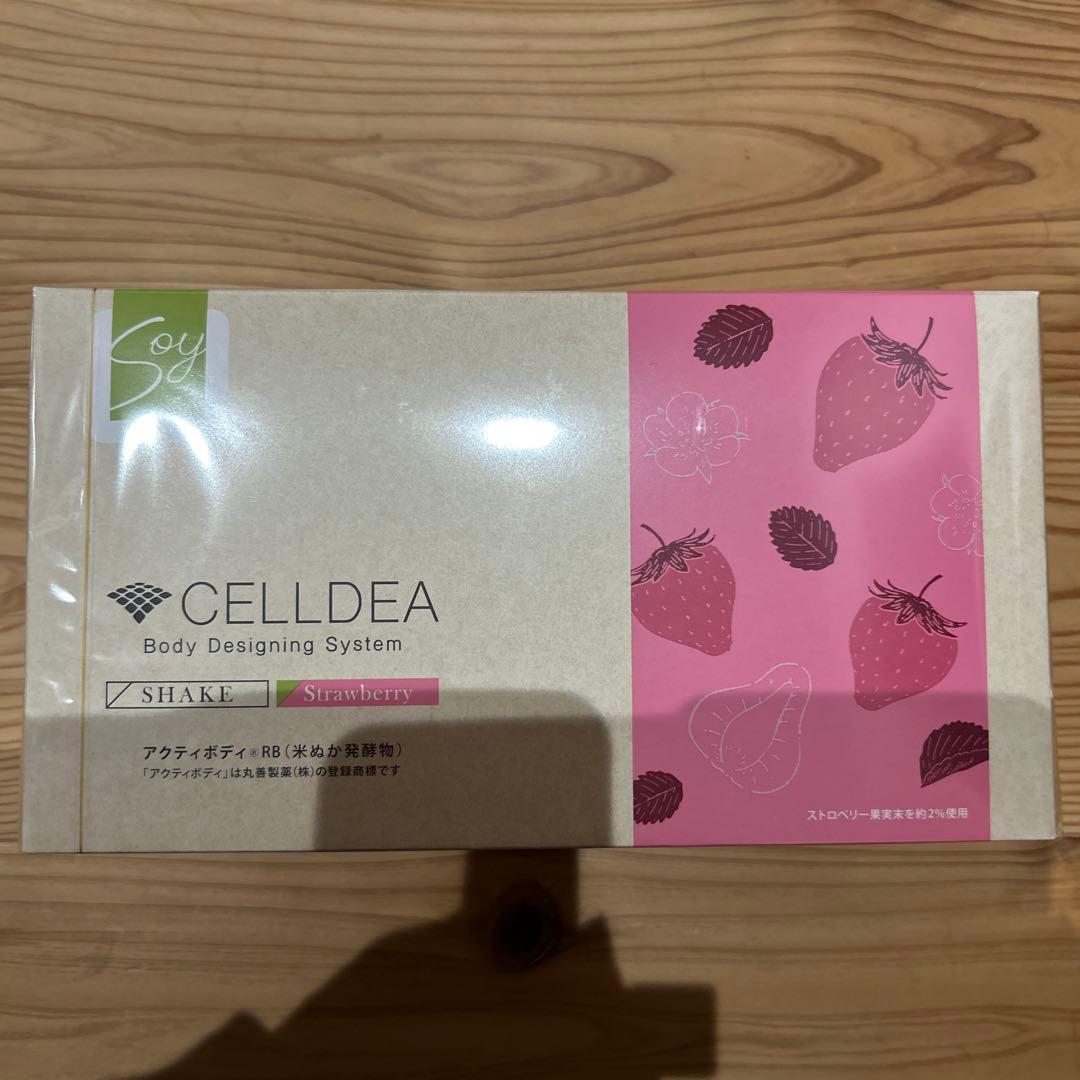 Soy
CELLDEA
Body Designing System
SHAKE
Strawberry
アクティボディ®RB(米ぬか発酵物)
「アクティボディ」は丸善製薬(株)の登録商標です
ストロベリー果実末を約2%使用